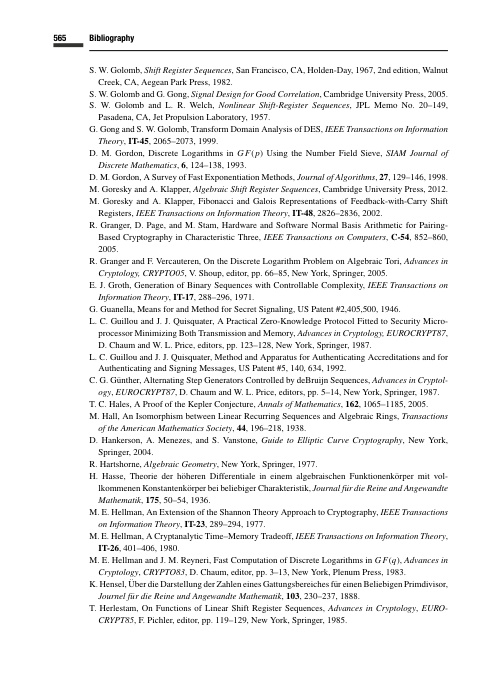 565 Bibliography
S. W. Golomb, Shift Register Sequences, San Francisco, CA, Holden-Day, 1967, 2nd edition, Walnut
Creek, CA, Aegean Park Press, 1982.
S. W. Golomb and G. Gong, Signal Design for Good Correlation, Cambridge University Press, 2005.
S. W. Golomb and L. R. Welch, Nonlinear Shift-Register Sequences, JPL Memo No. 20–149,
Pasadena, CA, Jet Propulsion Laboratory, 1957.
G. Gong and S. W. Golomb, Transform Domain Analysis of DES, IEEE Transactions on Information
Theory, IT-45, 2065–2073, 1999.
D. M. Gordon, Discrete Logarithms in GF(p) Using the Number Field Sieve, SIAM Journal of
Discrete Mathematics, 6, 124–138, 1993.
D. M. Gordon, A Survey of Fast Exponentiation Methods, Journal of Algorithms, 27, 129–146, 1998.
M. Goresky and A. Klapper, Algebraic Shift Register Sequences, Cambridge University Press, 2012.
M. Goresky and A. Klapper, Fibonacci and Galois Representations of Feedback-with-Carry Shift
Registers, IEEE Transactions on Information Theory, IT-48, 2826–2836, 2002.
R. Granger, D. Page, and M. Stam, Hardware and Software Normal Basis Arithmetic for Pairing-
Based Cryptography in Characteristic Three, IEEE Transactions on Computers, C-54, 852–860,
2005.
R. Granger and F. Vercauteren, On the Discrete Logarithm Problem on Algebraic Tori, Advances in
Cryptology, CRYPTO05, V. Shoup, editor, pp. 66–85, New York, Springer, 2005.
E. J. Groth, Generation of Binary Sequences with Controllable Complexity, IEEE Transactions on
Information Theory, IT-17, 288–296, 1971.
G. Guanella, Means for and Method for Secret Signaling, US Patent #2,405,500, 1946.
L. C. Guillou and J. J. Quisquater, A Practical Zero-Knowledge Protocol Fitted to Security Micro-
processor Minimizing Both Transmission and Memory, Advances in Cryptology, EUROCRYPT87,
D. Chaum and W. L. Price, editors, pp. 123–128, New York, Springer, 1987.
L. C. Guillou and J. J. Quisquater, Method and Apparatus for Authenticating Accreditations and for
Authenticating and Signing Messages, US Patent #5, 140, 634, 1992.
C. G. Günther, Alternating Step Generators Controlled by deBruijn Sequences, Advances in Cryptol-
ogy, EUROCRYPT87, D. Chaum and W. L. Price, editors, pp. 5–14, New York, Springer, 1987.
T. C. Hales, A Proof of the Kepler Conjecture, Annals of Mathematics, 162, 1065–1185, 2005.
M. Hall, An Isomorphism between Linear Recurring Sequences and Algebraic Rings, Transactions
of the American Mathematics Society, 44, 196–218, 1938.
D. Hankerson, A. Menezes, and S. Vanstone, Guide to Elliptic Curve Cryptography, New York,
Springer, 2004.
R. Hartshorne, Algebraic Geometry, New York, Springer, 1977.
H. Hasse, Theorie der höheren Differentiale in einem algebraischen Funktionenkörper mit vol-
lkommenen Konstantenkörper bei beliebiger Charakteristik, Journal für die Reine and Angewandte
Mathematik, 175, 50–54, 1936.
M. E. Hellman, An Extension of the Shannon Theory Approach to Cryptography, IEEE Transactions
on Information Theory, IT-23, 289–294, 1977.
M. E. Hellman, A Cryptanalytic Time–Memory Tradeoff, IEEE Transactions on Information Theory,
IT-26, 401–406, 1980.
M. E. Hellman and J. M. Reyneri, Fast Computation of Discrete Logarithms in GF(q), Advances in
Cryptology, CRYPTO83, D. Chaum, editor, pp. 3–13, New York, Plenum Press, 1983.
K. Hensel, Über die Darstellung der Zahlen eines Gattungsbereiches für einen Beliebigen Primdivisor,
Journel für die Reine und Angewandte Mathematik, 103, 230–237, 1888.
T. Herlestam, On Functions of Linear Shift Register Sequences, Advances in Cryptology, EURO-
CRYPT85, F. Pichler, editor, pp. 119–129, New York, Springer, 1985.